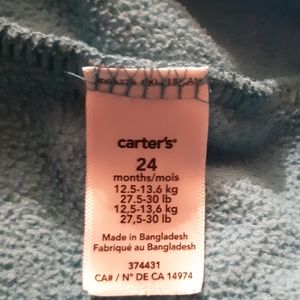 carter's®
24
months/mois
12.5-13.6 kg
27.5-30 lb
12,5-13,6 kg
27,5-30 lb
Made in Bangladesh
Fabriqué au Bangladesh
374431
CA# / N° DE CA 14974